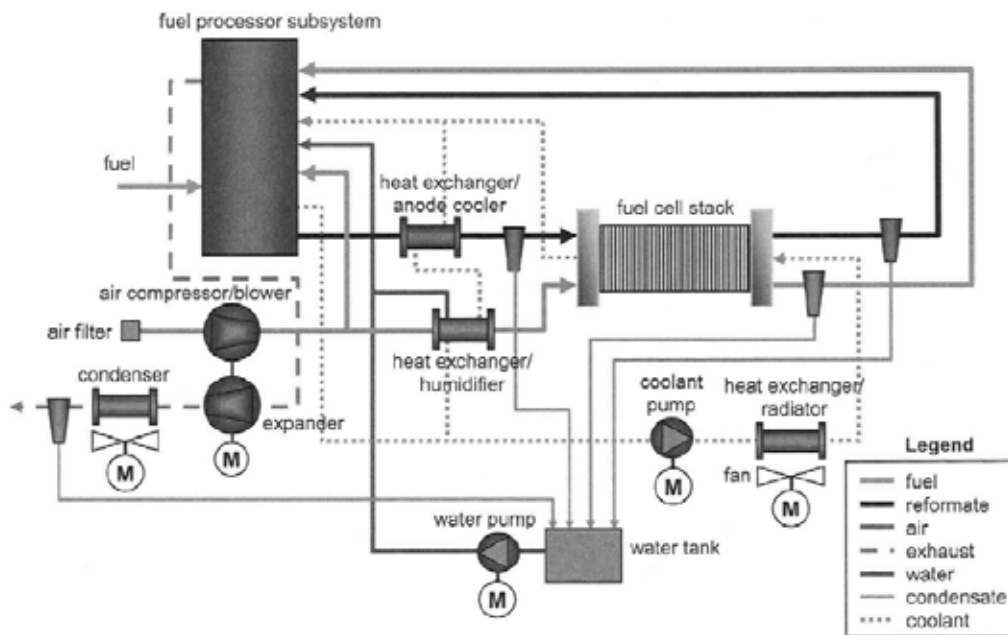 fuel processor subsystem
fuel
heat exchanger/
anode cooler
fuel cell stack
air compressor/blower
air filter
heat exchanger/
humidifier
condenser
expander
coolant
pump
heat exchanger/
radiator
M
M
M
fan
M
water pump
water tank
M
Legend
fuel
reformate
air
exhaust
water
condensate
coolant